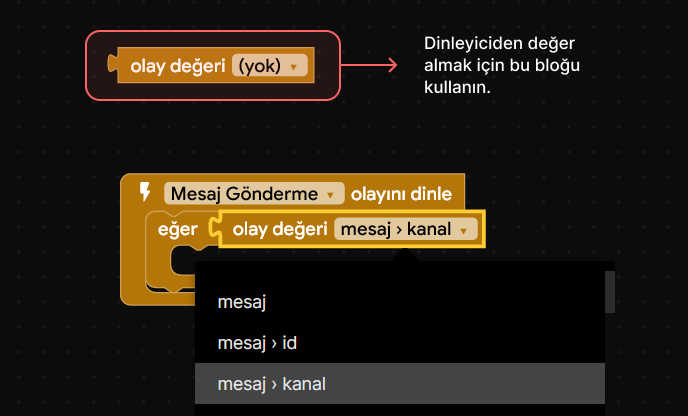 olay değeri (yok)
Dinleyiciden değer
almak için bu bloğu
kullanın.
Mesaj Gönderme olayını dinle
eğer olay değeri mesaj › kanal
mesaj
mesaj › id
mesaj › kanal